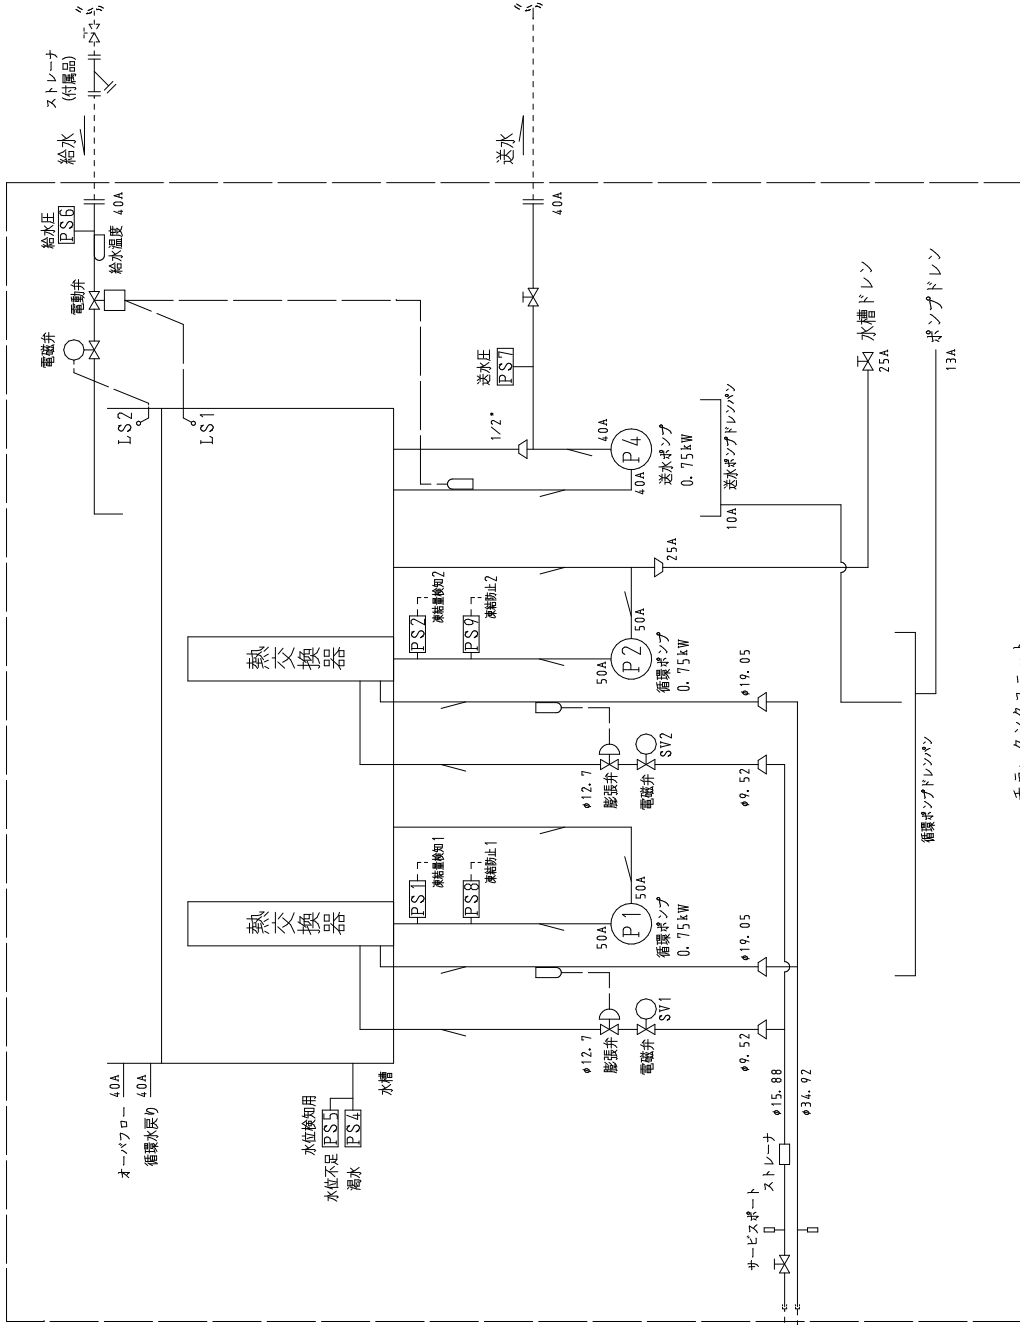 ストレーナ
(付属品)
給水
送水
給水圧
PS6
40A
給水温度
電動弁
電磁弁
40A
送水圧
PS7
水槽ドレン
25A
ポンプドレン
13A
LS2
LS1
1/2"
40A
P4
40A
送水ポンプ
0.75kW
送水ポンプドレンパン
10A
25A
PS2
凍結量検知2
PS9
凍結防止2
熱交換器
50A
P2
50A
循環ポンプ
0.75kW
φ19.05
φ12.7
膨張弁
電磁弁
SV2
φ9.52
循環ポンプドレンパン
PS1
凍結量検知1
PS8
凍結防止1
熱交換器
50A
P1
50A
循環ポンプ
0.75kW
φ19.05
φ12.7
膨張弁
電磁弁
SV1
φ9.52
オーバフロー
40A
循環水戻り
40A
水槽
水位検知用
水位不足
PS5
渇水
PS4
φ15.88
φ34.92
ストレーナ
サービスポート